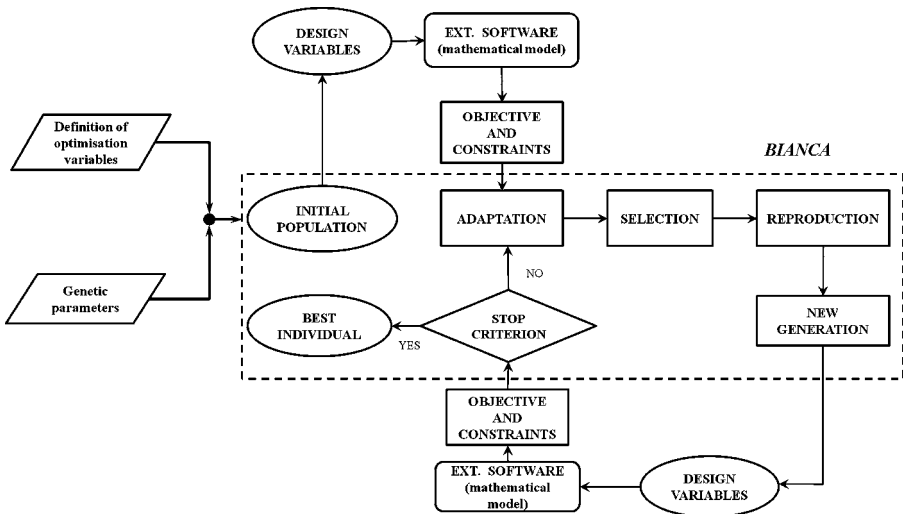 DESIGN
VARIABLES
EXT. SOFTWARE
(mathematical model)
OBJECTIVE
AND
CONSTRAINTS
Definition of
optimisation
variables
BIANCA
INITIAL
POPULATION
ADAPTATION
SELECTION
REPRODUCTION
Genetic
parameters
NO
BEST
INDIVIDUAL
YES
STOP
CRITERION
NEW
GENERATION
OBJECTIVE
AND
CONSTRAINTS
EXT. SOFTWARE
(mathematical
model)
DESIGN
VARIABLES